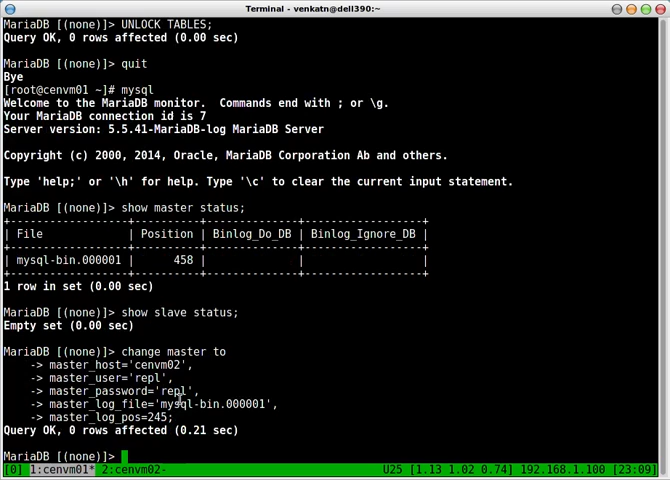 Terminal - venkatn@dell390:~
MariaDB [(none)]> UNLOCK TABLES;
Query OK, 0 rows affected (0.00 sec)
MariaDB [(none)]> quit
Bye
[root@cenvm01 ~]# mysql
Welcome to the MariaDB monitor.  Commands end with ; or \g.
Your MariaDB connection id is 7
Server version: 5.5.41-MariaDB-log MariaDB Server
Copyright (c) 2000, 2014, Oracle, MariaDB Corporation Ab and others.
Type 'help;' or '\h' for help. Type '\c' to clear the current input statement.
MariaDB [(none)]> show master status;
+------------------+----------+--------------+------------------+
| File             | Position | Binlog_Do_DB | Binlog_Ignore_DB |
+------------------+----------+--------------+------------------+
| mysql-bin.000001 |      458 |              |                  |
+------------------+----------+--------------+------------------+
1 row in set (0.00 sec)
MariaDB [(none)]> show slave status;
Empty set (0.00 sec)
MariaDB [(none)]> change master to
    -> master_host='cenvm02',
    -> master_user='repl',
    -> master_password='repl',
    -> master_log_file='mysql-bin.000001',
    -> master_log_pos=245;
Query OK, 0 rows affected (0.21 sec)
MariaDB [(none)]>
[0] 1:cenvm01* 2:cenvm02- U25 [1.13 1.02 0.74] 192.168.1.100 [23:09]